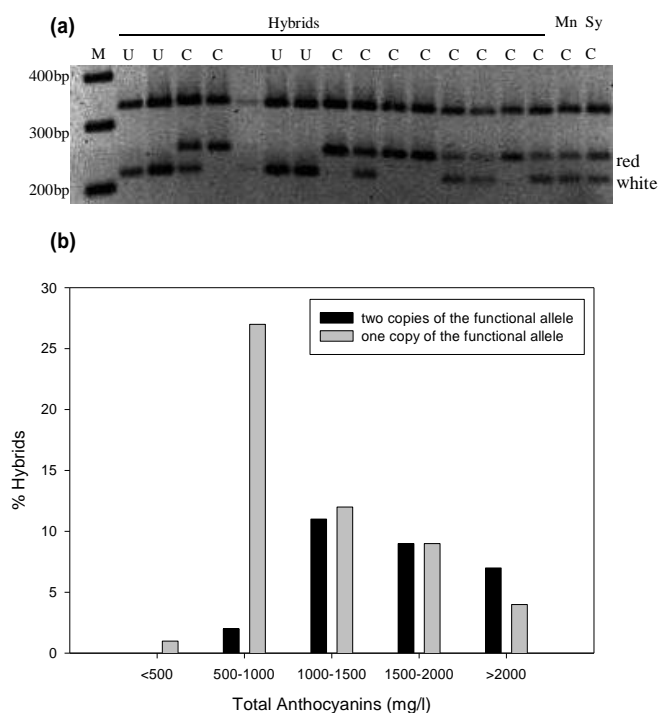 (a)
Hybrids
Mn Sy
M U U C C U U C C C C C C C C C C
400bp
300bp
200bp
red
white
(b)
30
25
20
15
10
5
0
% Hybrids
two copies of the functional allele
one copy of the functional allele
<500 500-1000 1000-1500 1500-2000 >2000
Total Anthocyanins (mg/l)